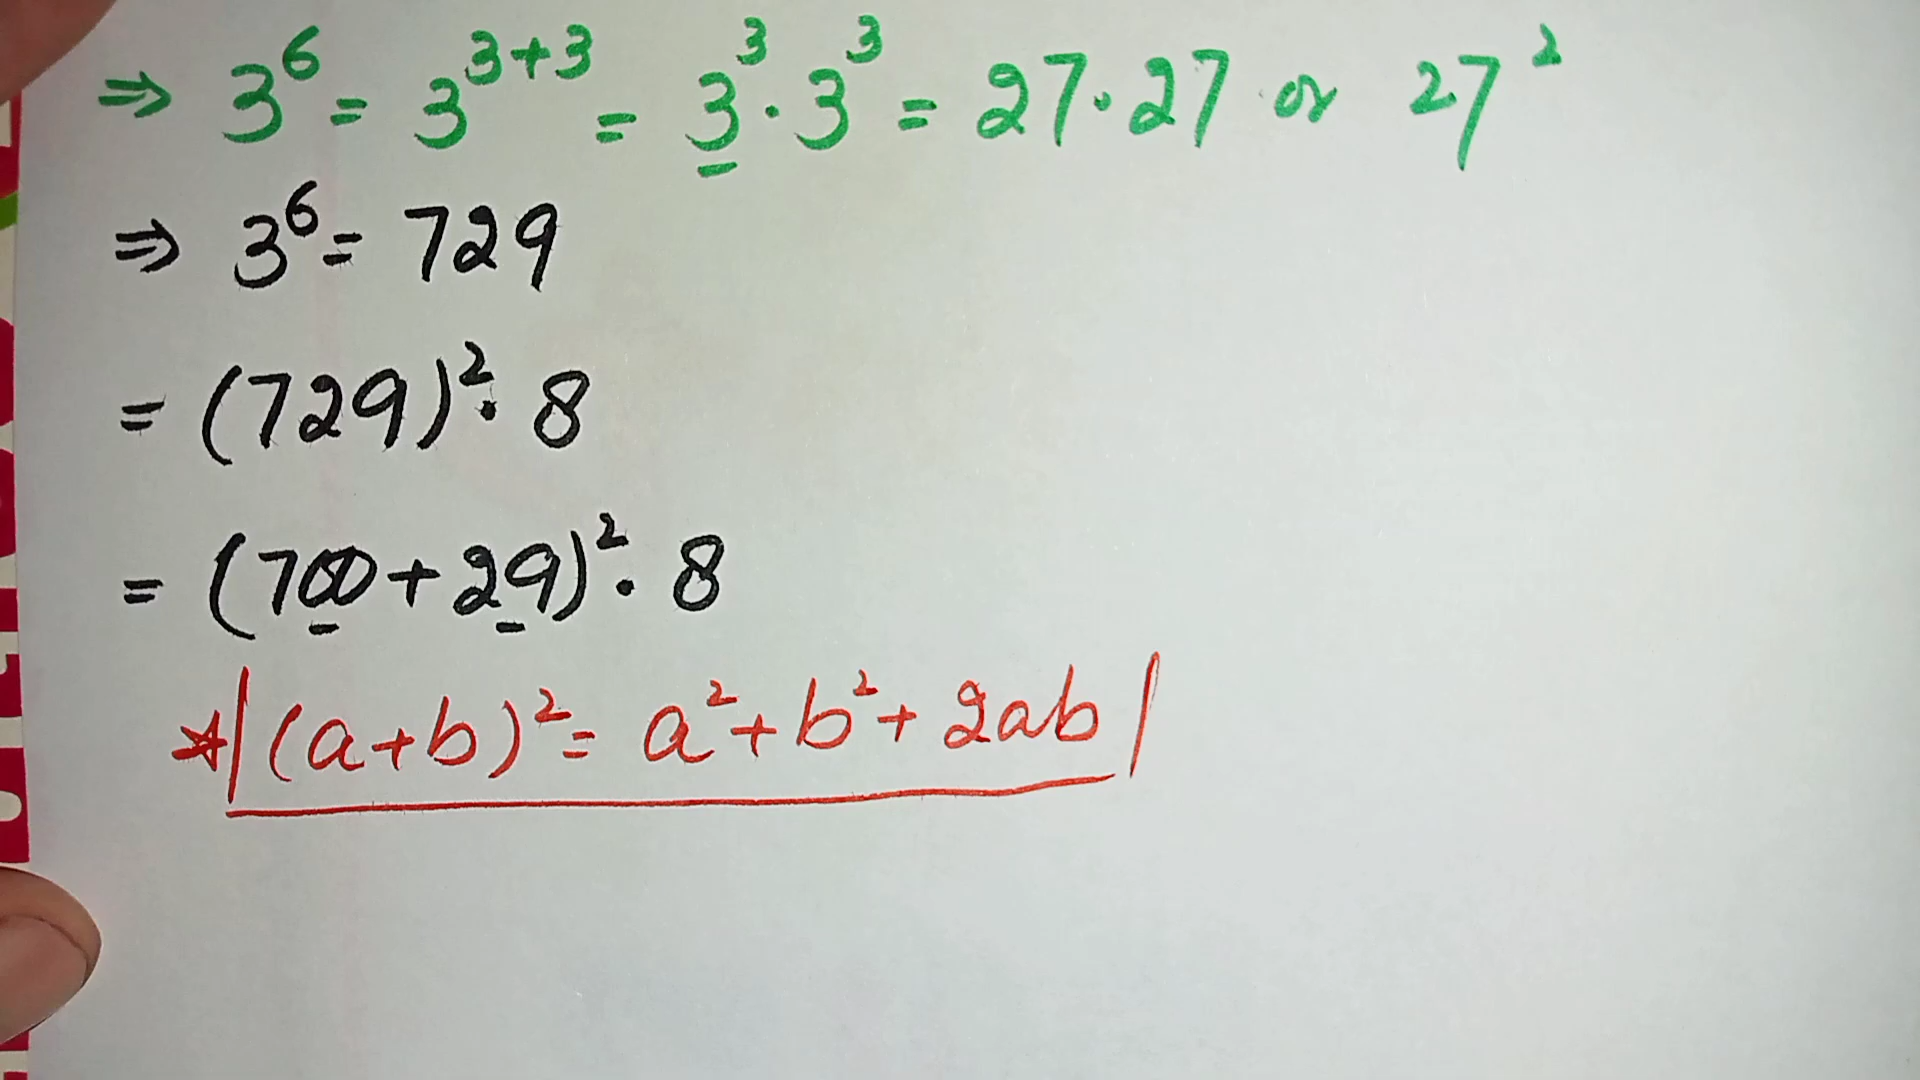 ⇒ 3⁶ = 3³⁺³ = 3³ · 3³ = 27 · 27 or 27²
⇒ 3⁶ = 729
= (729)² · 8
= (700 + 29)² · 8
* |(a+b)² = a² + b² + 2ab|